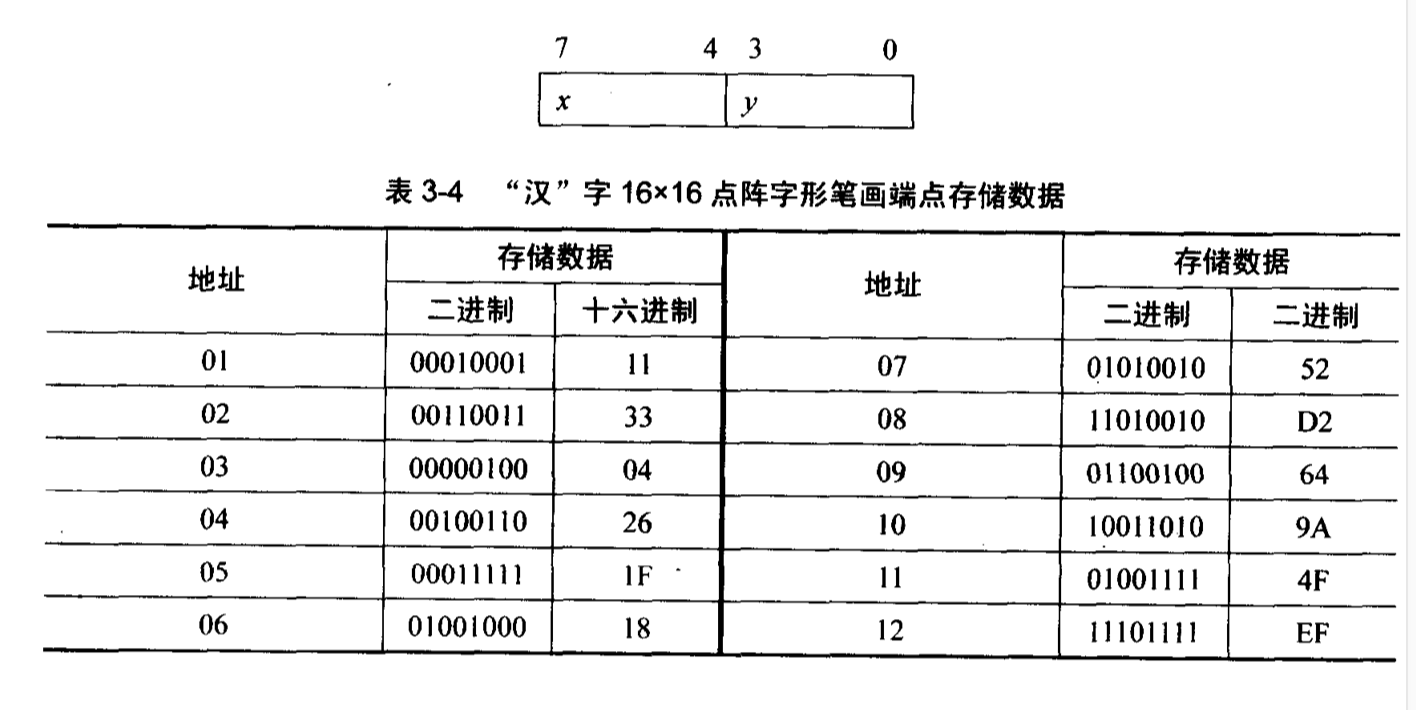 7 4 3 0
x y
表 3-4 “汉”字 16×16 点阵字形笔画端点存储数据
地址 存储数据 地址 存储数据
二进制 十六进制 二进制 二进制
01 00010001 11 07 01010010 52
02 00110011 33 08 11010010 D2
03 00000100 04 09 01100100 64
04 00100110 26 10 10011010 9A
05 00011111 1F 11 01001111 4F
06 01001000 18 12 11101111 EF